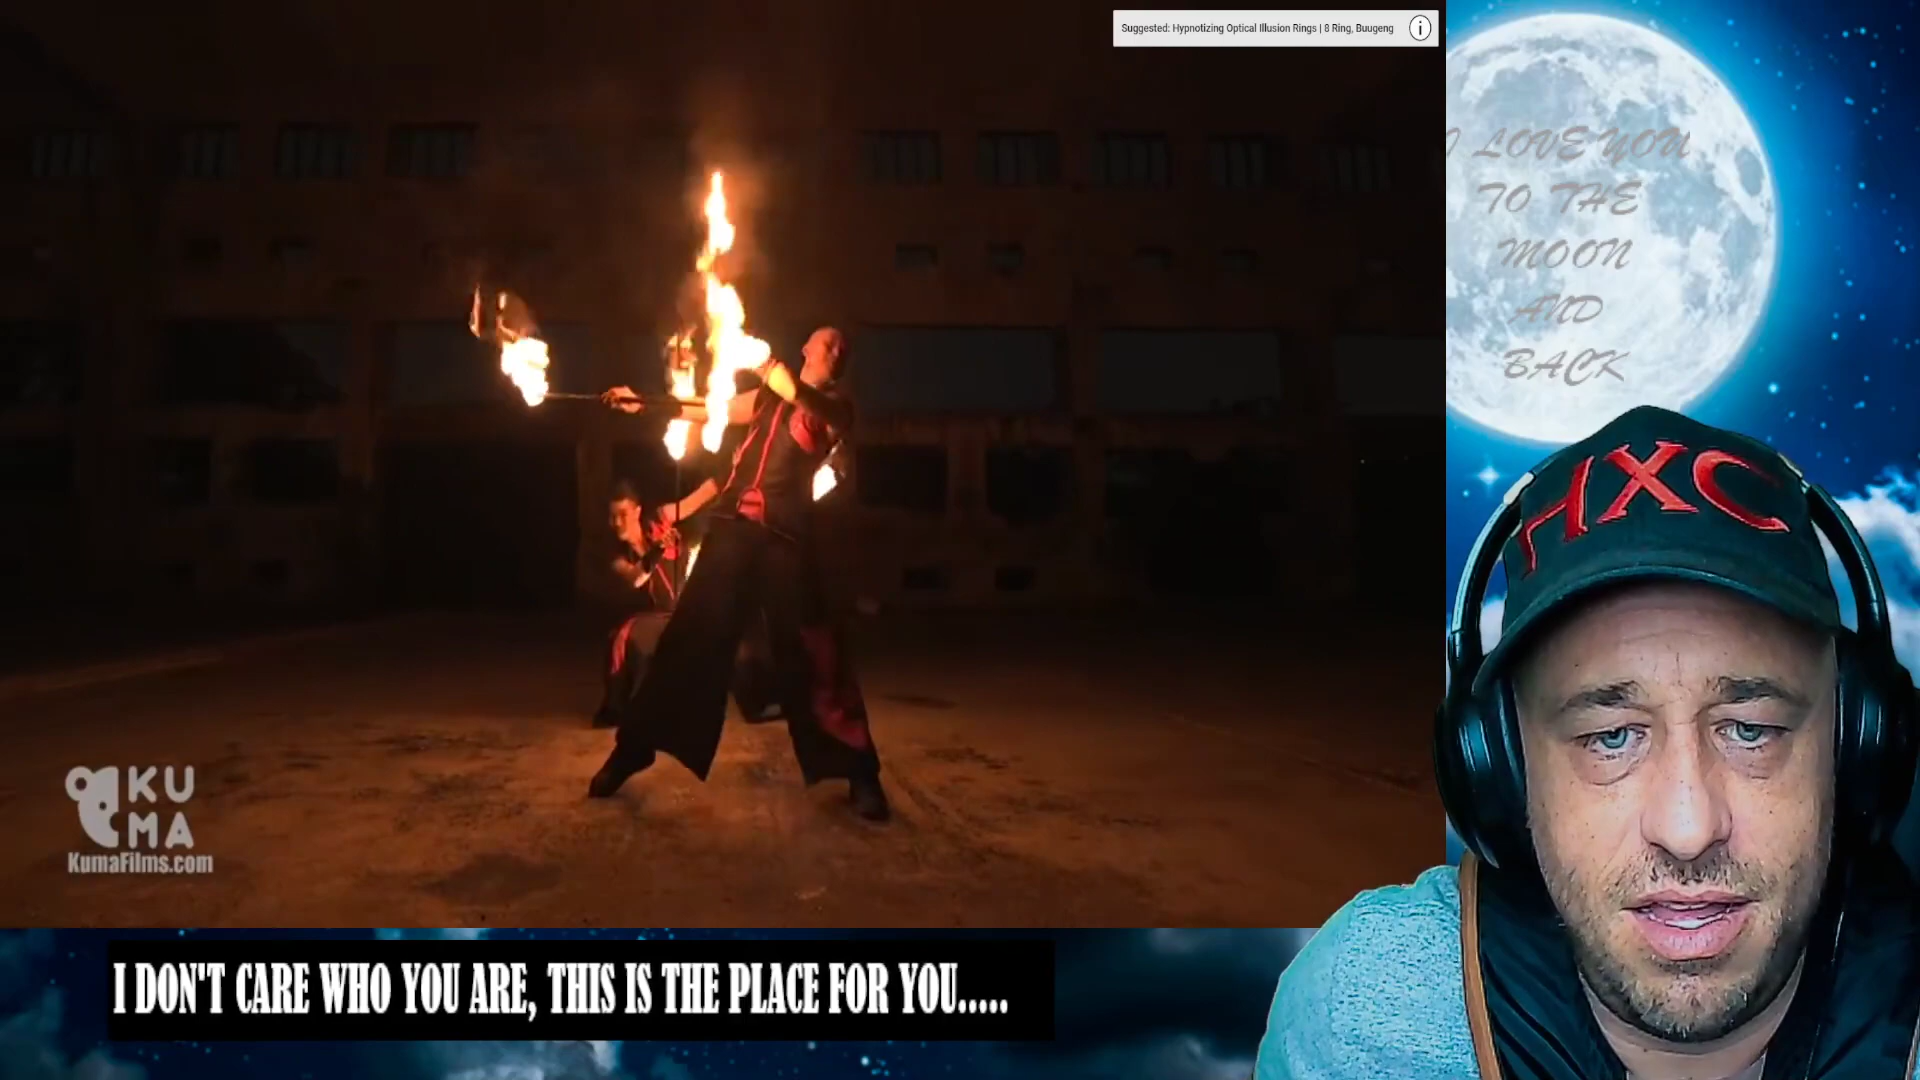 Suggested: Hypnotizing Optical Illusion Rings | 8 Ring, Buugeng
i
I LOVE YOU
TO THE
MOON
AND
BACK
HXC
KU
MA
KumaFilms.com
I DON'T CARE WHO YOU ARE, THIS IS THE PLACE FOR YOU.....